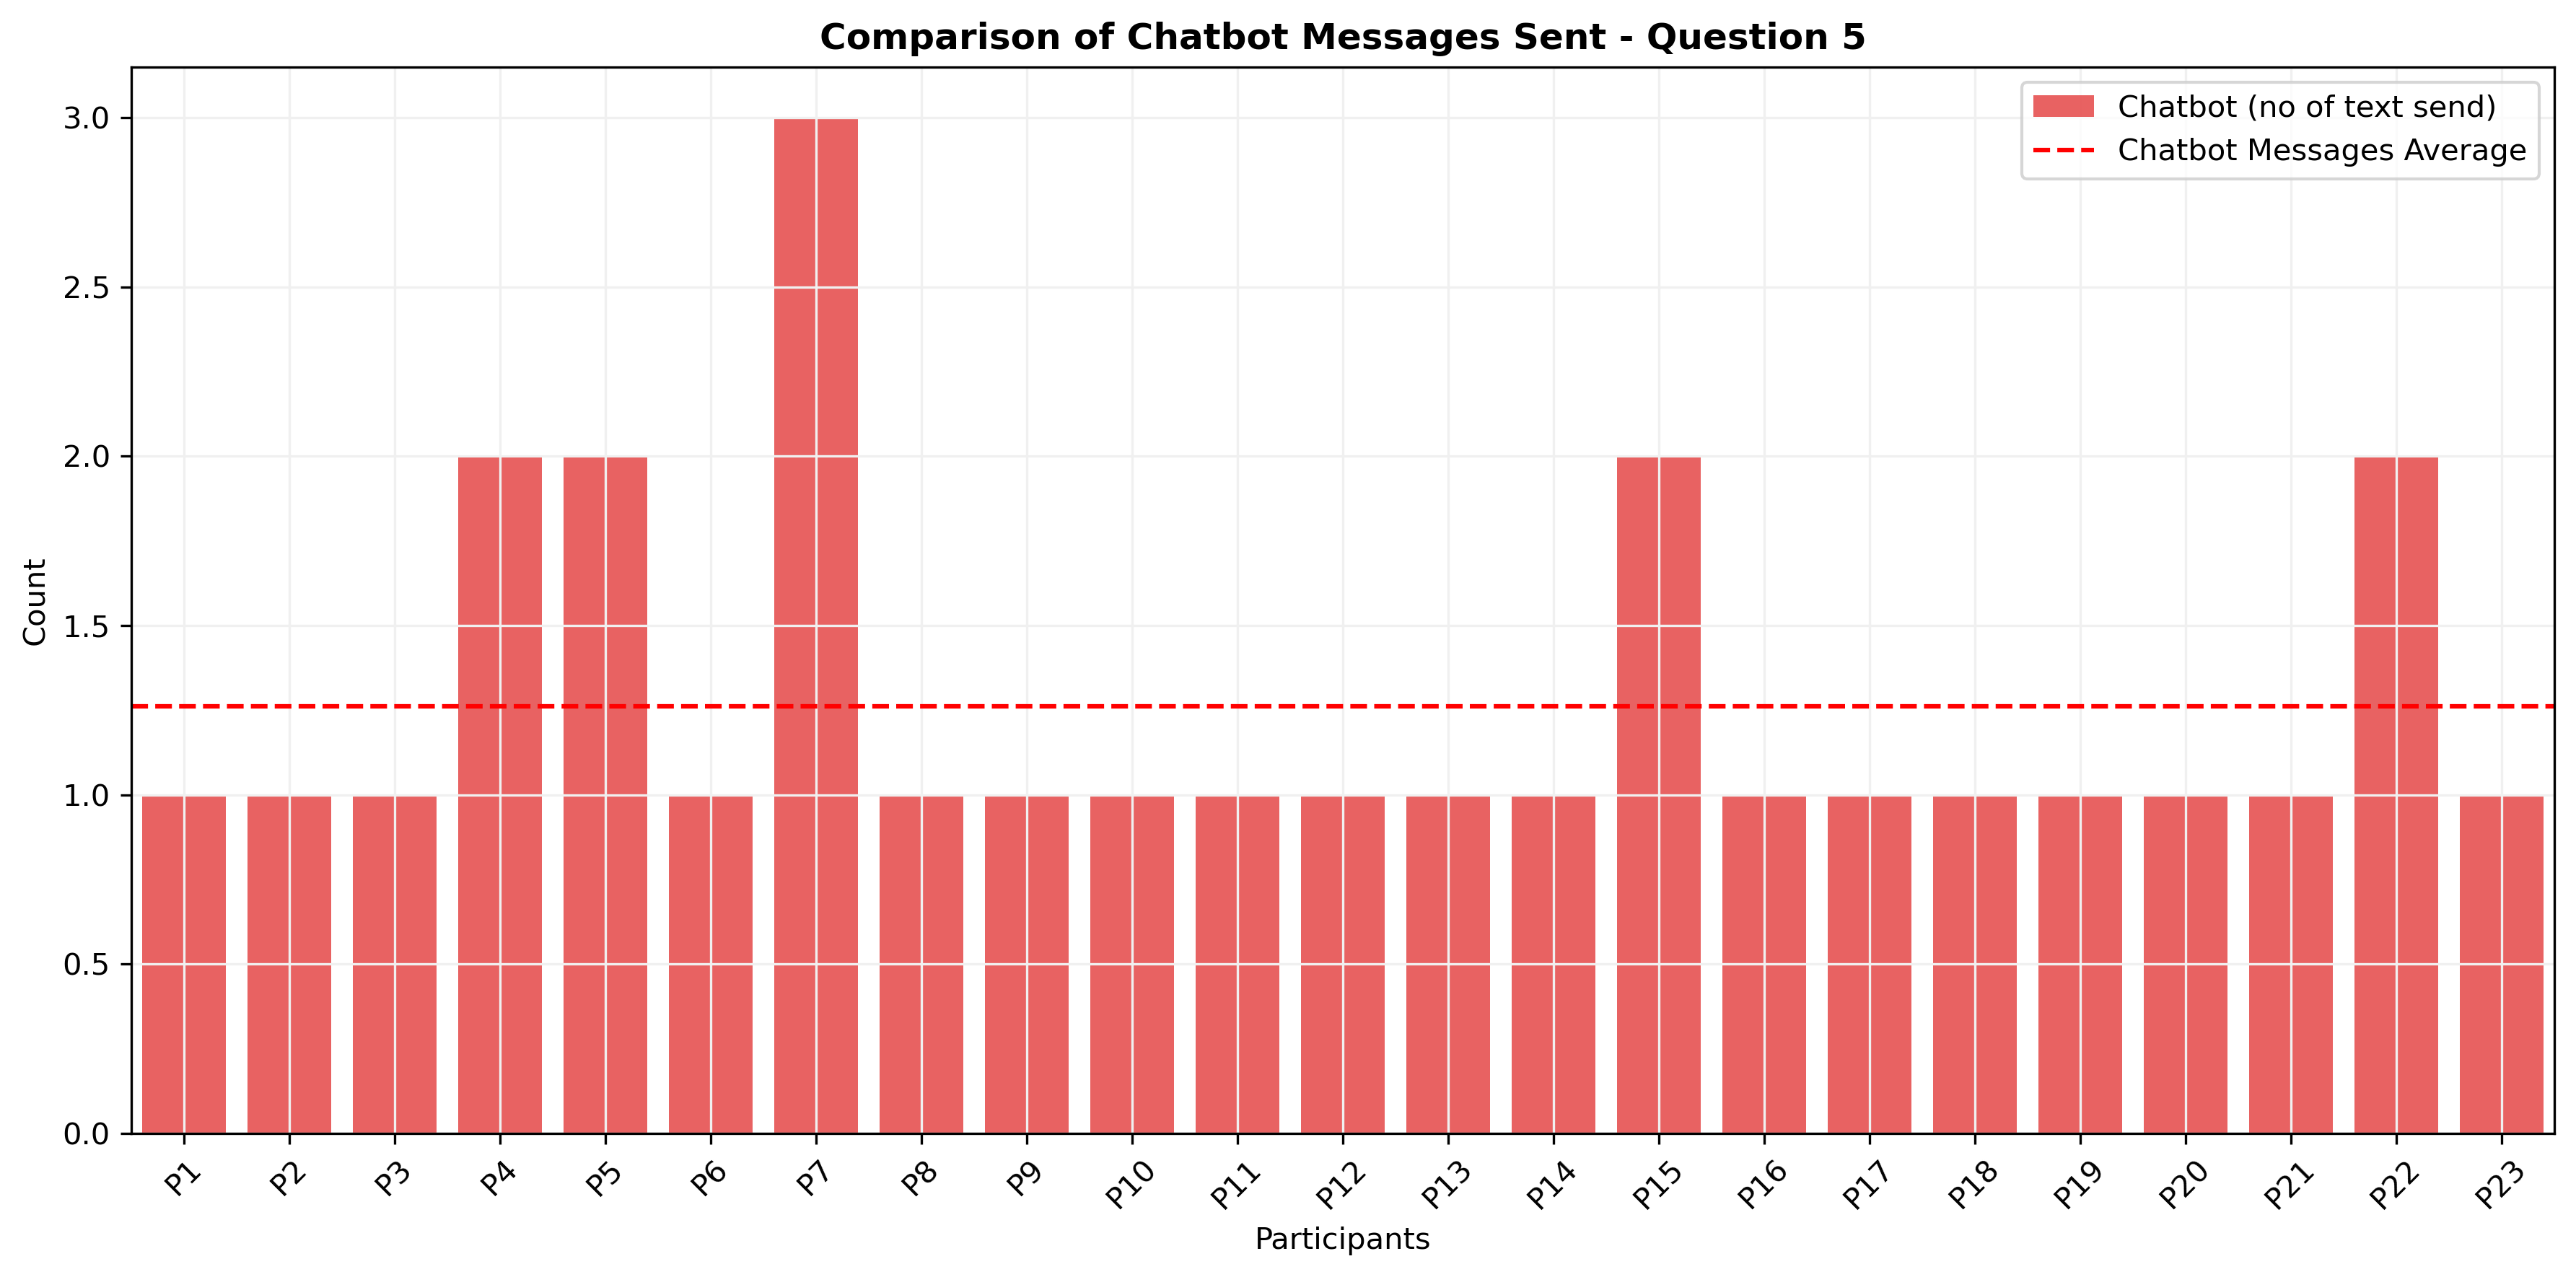 Comparison of Chatbot Messages Sent - Question 5
Chatbot (no of text send)
Chatbot Messages Average
Count
3.0
2.5
2.0
1.5
1.0
0.5
0.0
P1 P2 P3 P4 P5 P6 P7 P8 P9 P10 P11 P12 P13 P14 P15 P16 P17 P18 P19 P20 P21 P22 P23
Participants